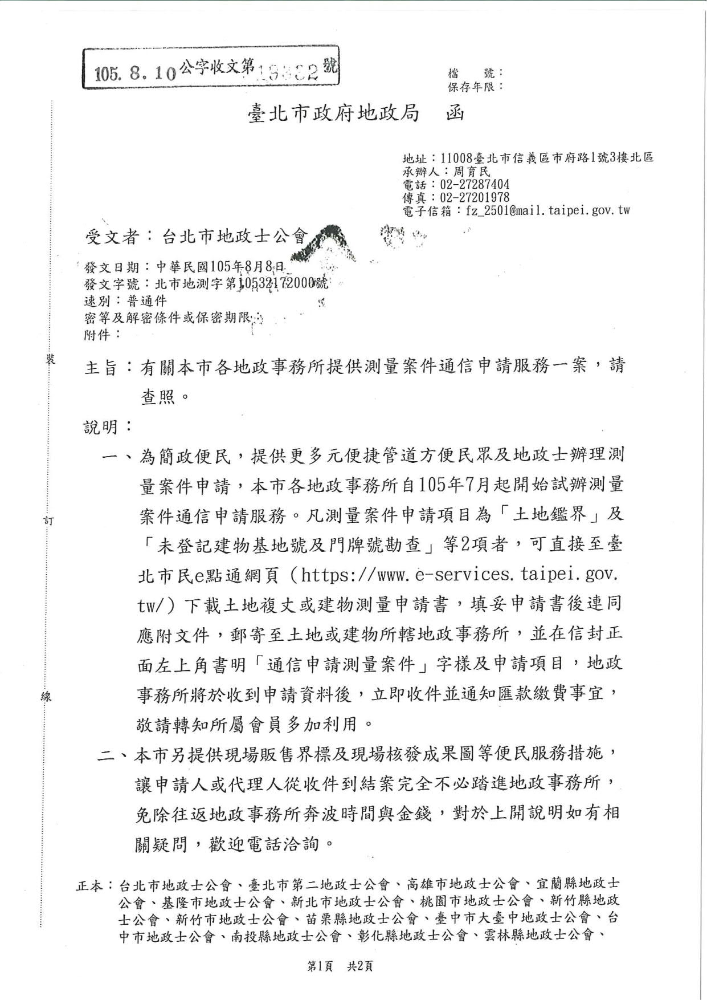 105. 8. 10 公字收文第 號
檔　　號：
保存年限：
臺北市政府地政局　函
地址：11008臺北市信義區市府路1號3樓北區
承辦人：周育民
電話：02-27287404
傳真：02-27201978
電子信箱：fz_2501@mail.taipei.gov.tw
受文者：台北市地政士公會
發文日期：中華民國105年8月8日
發文字號：北市地測字第10532172000號
速別：普通件
密等及解密條件或保密期限：
附件：
主旨：有關本市各地政事務所提供測量案件通信申請服務一案，請
查照。
說明：
一、為簡政便民，提供更多元便捷管道方便民眾及地政士辦理測
量案件申請，本市各地政事務所自105年7月起開始試辦測量
案件通信申請服務。凡測量案件申請項目為「土地鑑界」及
「未登記建物基地號及門牌號勘查」等2項者，可直接至臺
北市民e點通網頁（https://www.e-services.taipei.gov.
tw/）下載土地複丈或建物測量申請書，填妥申請書後連同
應附文件，郵寄至土地或建物所轄地政事務所，並在信封正
面左上角書明「通信申請測量案件」字樣及申請項目，地政
事務所將於收到申請資料後，立即收件並通知匯款繳費事宜，
敬請轉知所屬會員多加利用。
二、本市另提供現場販售界標及現場核發成果圖等便民服務措施，
讓申請人或代理人從收件到結案完全不必踏進地政事務所，
免除往返地政事務所奔波時間與金錢，對於上開說明如有相
關疑問，歡迎電話洽詢。
正本：台北市地政士公會、臺北市第二地政士公會、高雄市地政士公會、宜蘭縣地政士
公會、基隆市地政士公會、新北市地政士公會、桃園市地政士公會、新竹縣地政
士公會、新竹市地政士公會、苗栗縣地政士公會、臺中市大臺中地政士公會、台
中市地政士公會、南投縣地政士公會、彰化縣地政士公會、雲林縣地政士公會、
第1頁　共2頁
裝
訂
線